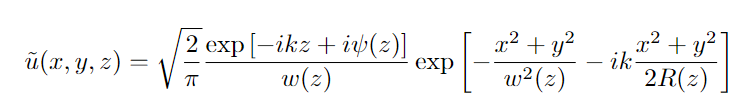 ũ(x, y, z) = √(2/π) exp [−ikz + iψ(z)] / w(z) exp [ − (x² + y²) / w²(z) − ik (x² + y²) / 2R(z) ]